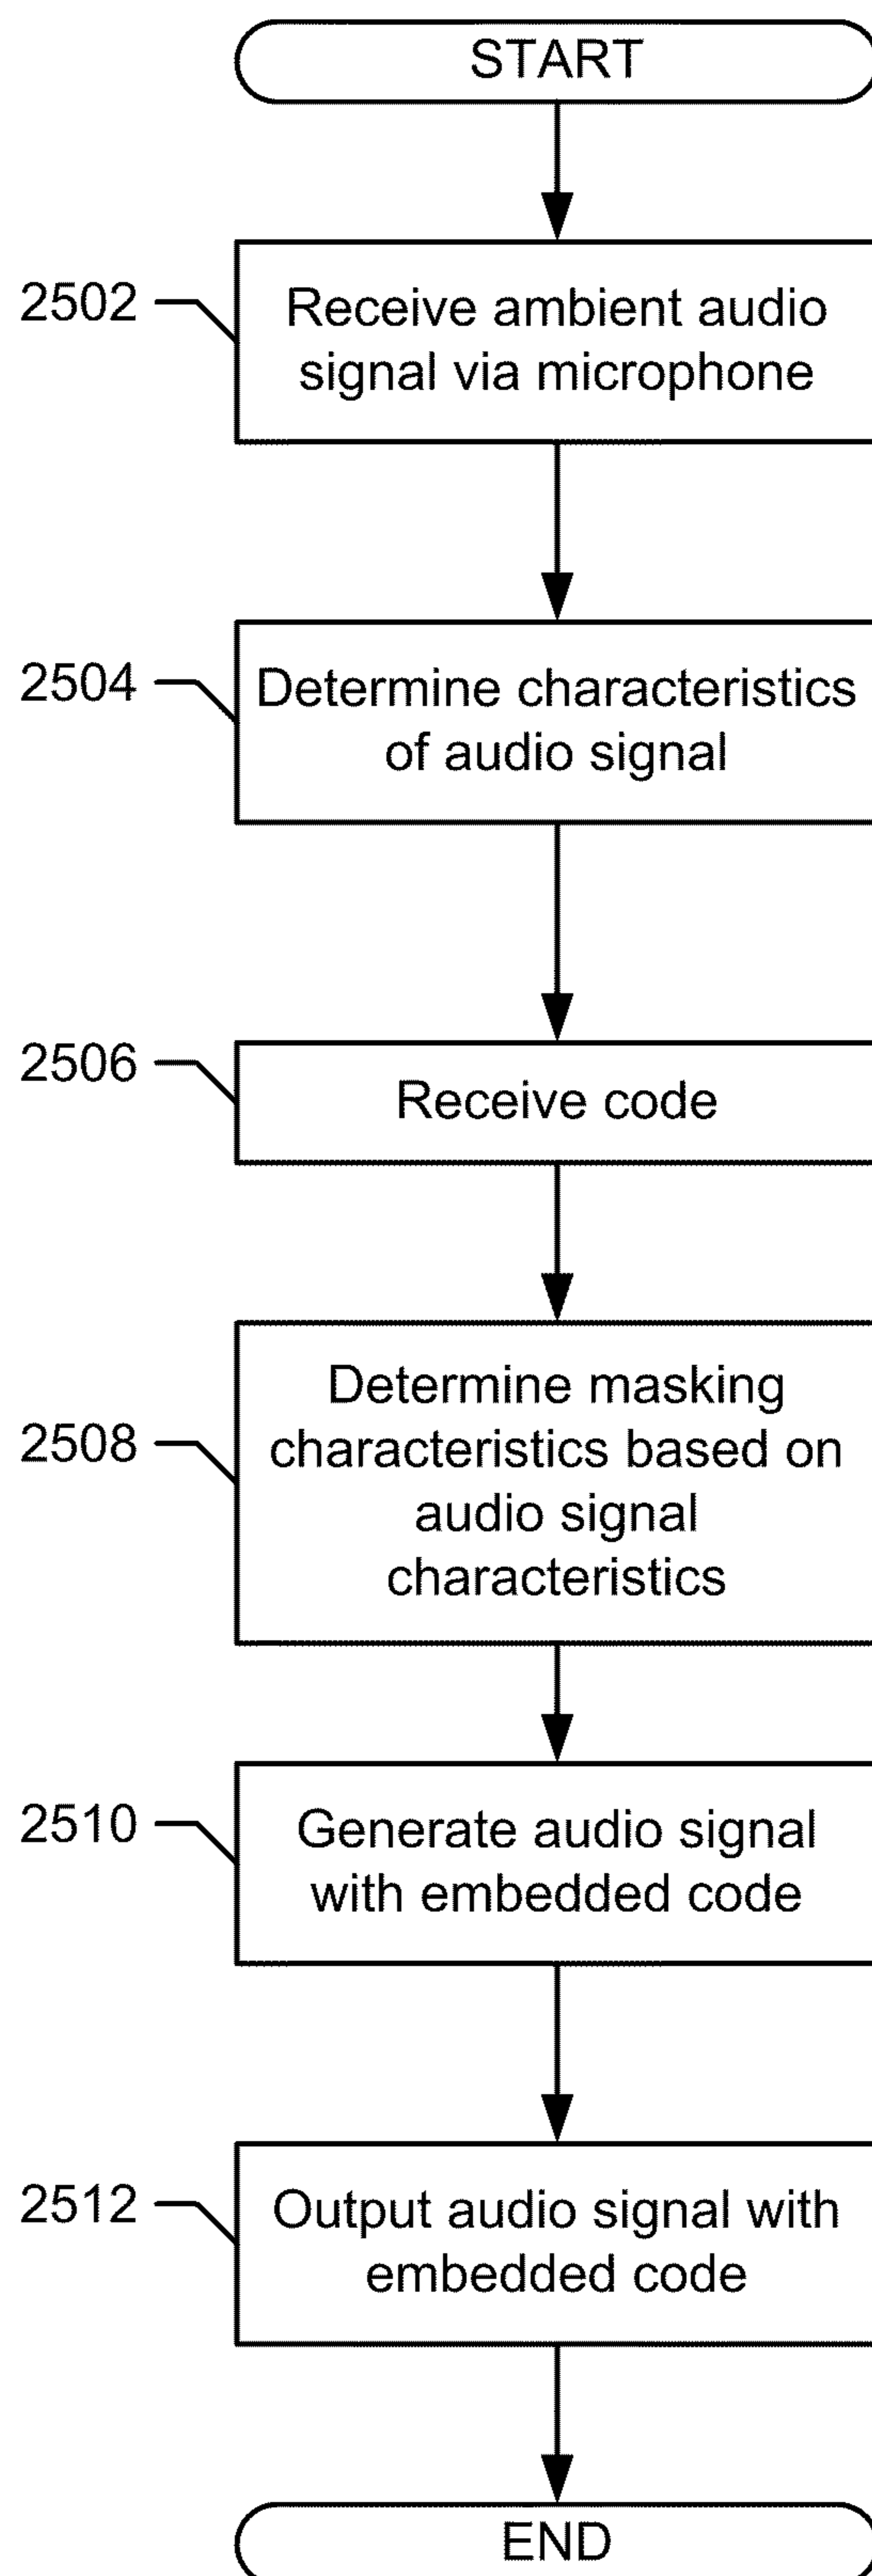 START
2502
Receive ambient audio
signal via microphone
2504
Determine characteristics
of audio signal
2506
Receive code
2508
Determine masking
characteristics based on
audio signal
characteristics
2510
Generate audio signal
with embedded code
2512
Output audio signal with
embedded code
END